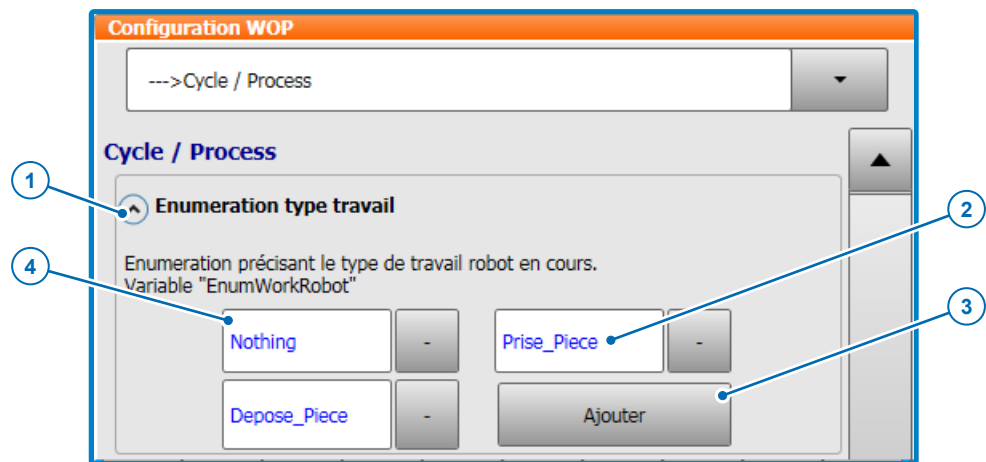 Configuration WOP
--->Cycle / Process
Cycle / Process
1
Enumeration type travail
2
4
Enumeration précisant le type de travail robot en cours.
Variable "EnumWorkRobot"
3
Nothing
-
Prise_Piece
-
Depose_Piece
-
Ajouter